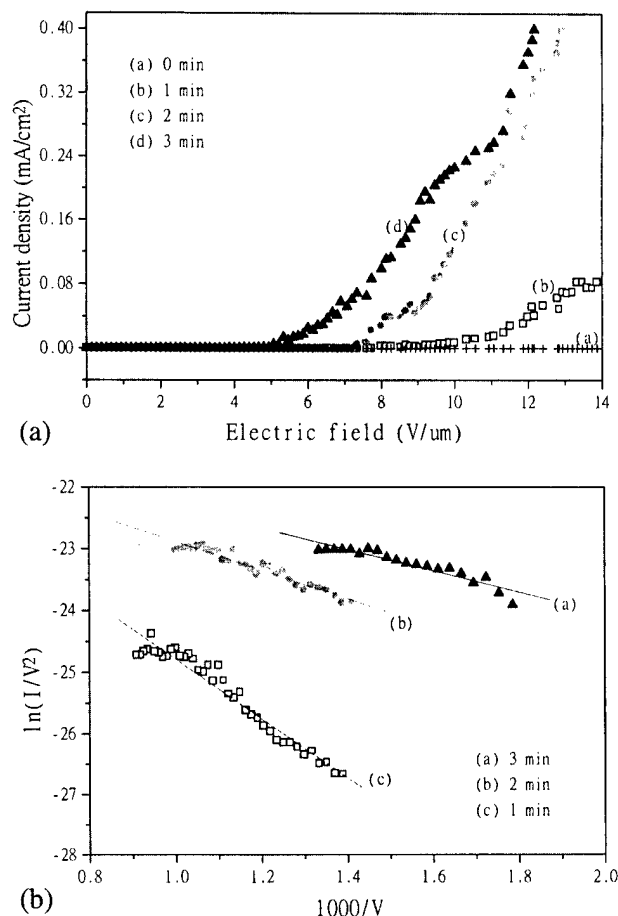 0.40
0.32
0.24
0.16
0.08
0.00
Current density (mA/cm²)
(a) 0 min
(b) 1 min
(c) 2 min
(d) 3 min
(d)
(c)
(b)
(a)
0 2 4 6 8 10 12 14
Electric field (V/um)
(a)
-22
-23
-24
-25
-26
-27
-28
ln(I/V²)
(a)
(b)
(c)
(a) 3 min
(b) 2 min
(c) 1 min
0.8 1.0 1.2 1.4 1.6 1.8 2.0
1000/V
(b)